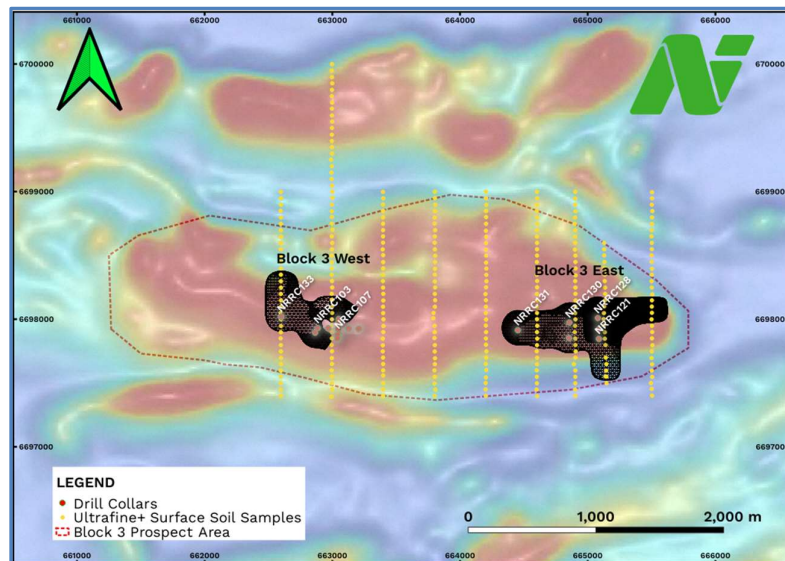 661000 662000 663000 664000 665000 666000
6700000 6700000
6699000 6699000
Block 3 West
Block 3 East
NRRC133
NRRC103
NRRC107
NRRC131
NRRC130
NRRC128
NRRC121
6698000 6698000
6697000 6697000
LEGEND
Drill Collars
Ultrafine+ Surface Soil Samples
Block 3 Prospect Area
0 1,000 2,000 m
661000 662000 663000 664000 665000 666000